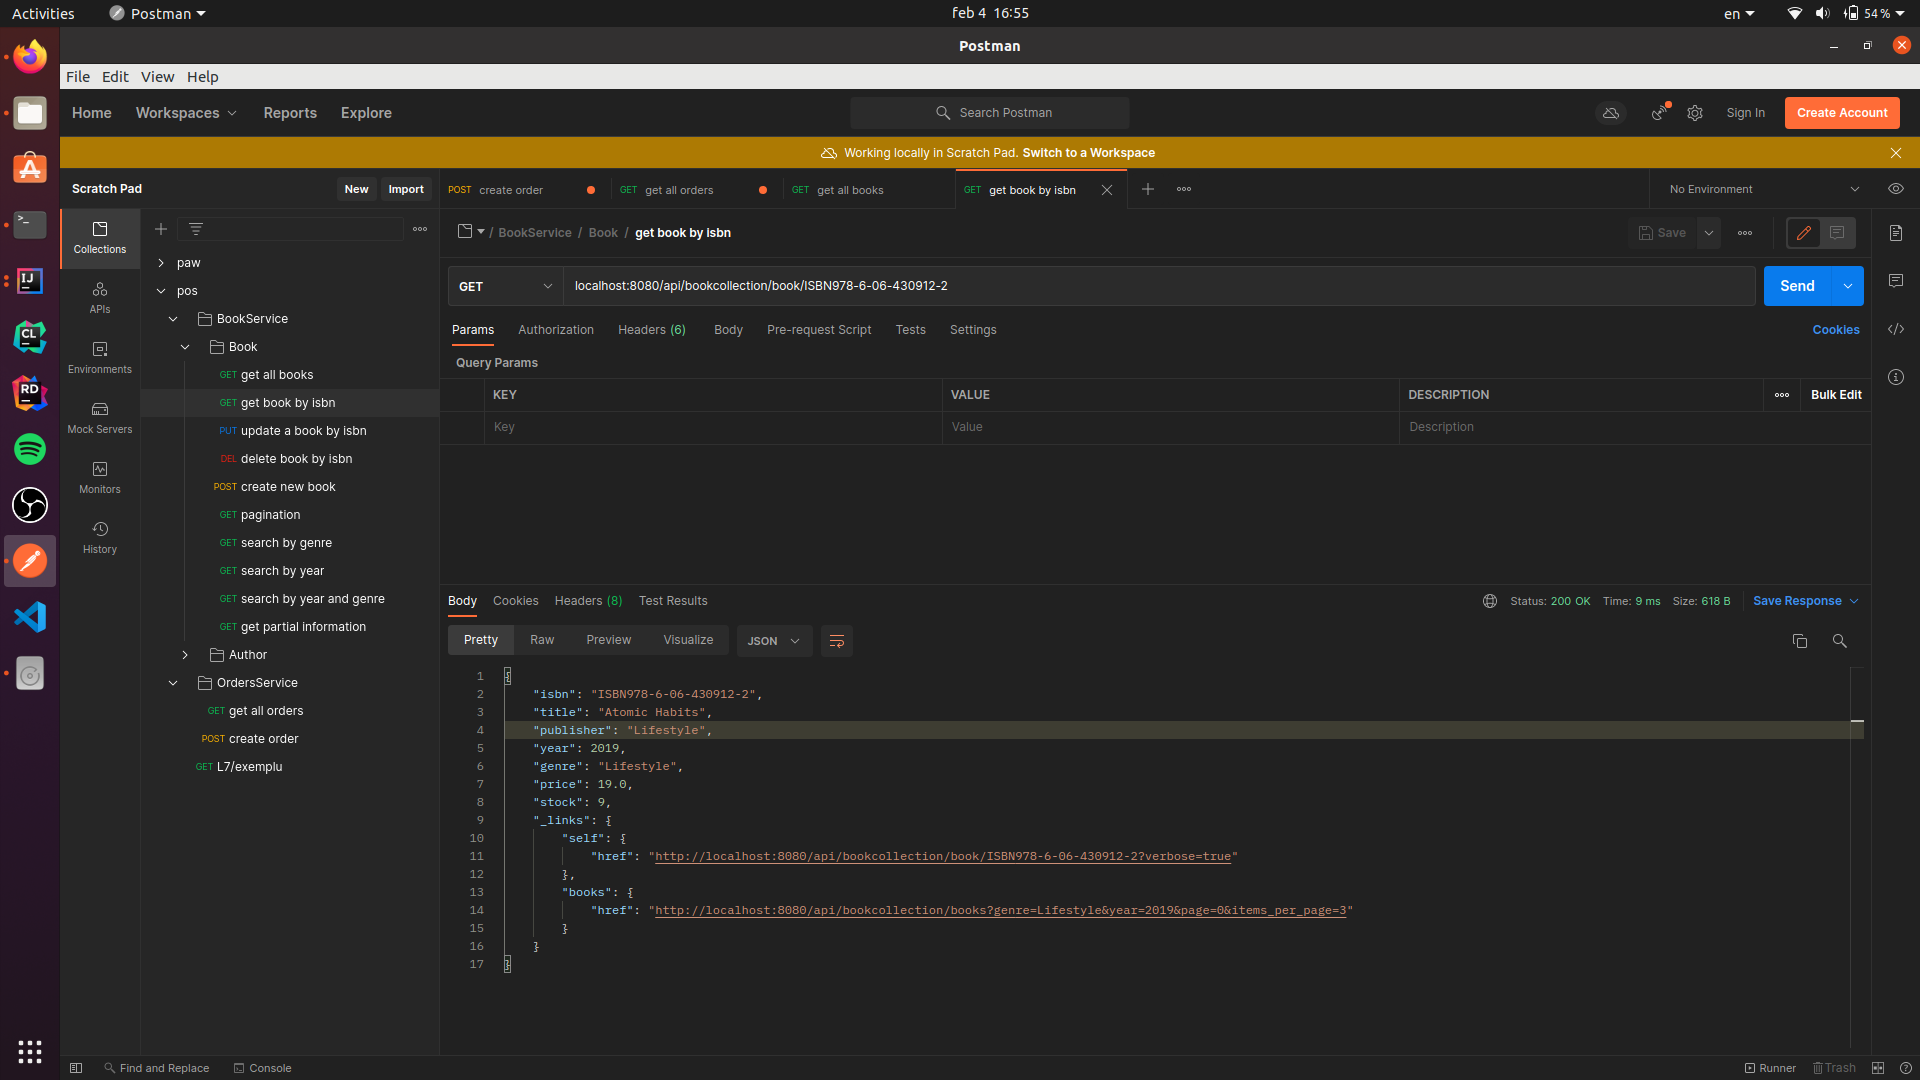 Activities
Postman
feb 4 16:55
en
54 %
Postman
File Edit View Help
Home Workspaces Reports Explore
Search Postman
Sign In
Create Account
Working locally in Scratch Pad. Switch to a Workspace
Scratch Pad
New
Import
POST create order
GET get all orders
GET get all books
GET get book by isbn
No Environment
Collections
APIs
Environments
Mock Servers
Monitors
History
paw
pos
BookService
Book
GET get all books
GET get book by isbn
PUT update a book by isbn
DEL delete book by isbn
POST create new book
GET pagination
GET search by genre
GET search by year
GET search by year and genre
GET get partial information
Author
OrdersService
GET get all orders
POST create order
GET L7/exemplu
/ BookService / Book / get book by isbn
Save
GET
localhost:8080/api/bookcollection/book/ISBN978-6-06-430912-2
Send
Params Authorization Headers (6) Body Pre-request Script Tests Settings
Cookies
Query Params
KEY VALUE DESCRIPTION
Bulk Edit
Key Value Description
Body Cookies Headers (8) Test Results
Status: 200 OK Time: 9 ms Size: 618 B
Save Response
Pretty Raw Preview Visualize
JSON
1 {
2 "isbn": "ISBN978-6-06-430912-2",
3 "title": "Atomic Habits",
4 "publisher": "Lifestyle",
5 "year": 2019,
6 "genre": "Lifestyle",
7 "price": 19.0,
8 "stock": 9,
9 "_links": {
10 "self": {
11 "href": "http://localhost:8080/api/bookcollection/book/ISBN978-6-06-430912-2?verbose=true"
12 },
13 "books": {
14 "href": "http://localhost:8080/api/bookcollection/books?genre=Lifestyle&year=2019&page=0&items_per_page=3"
15 }
16 }
17 }
IJ
CL
RD
Find and Replace
Console
Runner
Trash